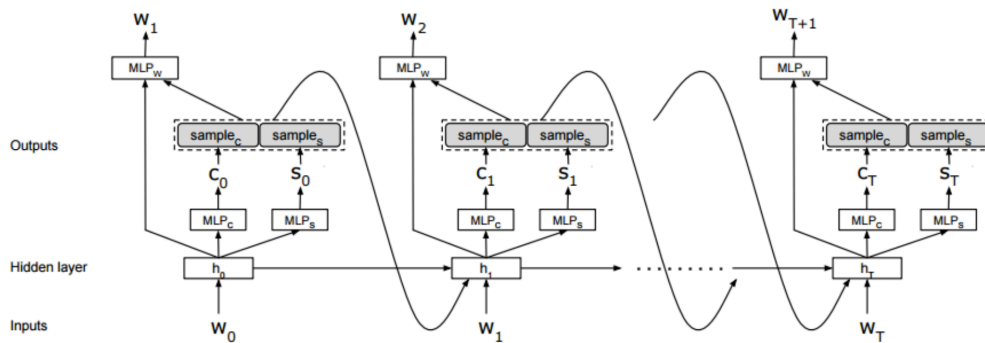 w1 w2 wT+1
MLPw MLPw MLPw
Outputs samplec samples samplec samples samplec samples
c0 s0 c1 s1 cT sT
MLPc MLPs MLPc MLPs MLPc MLPs
Hidden layer h0 h1 ........ hT
Inputs w0 w1 wT